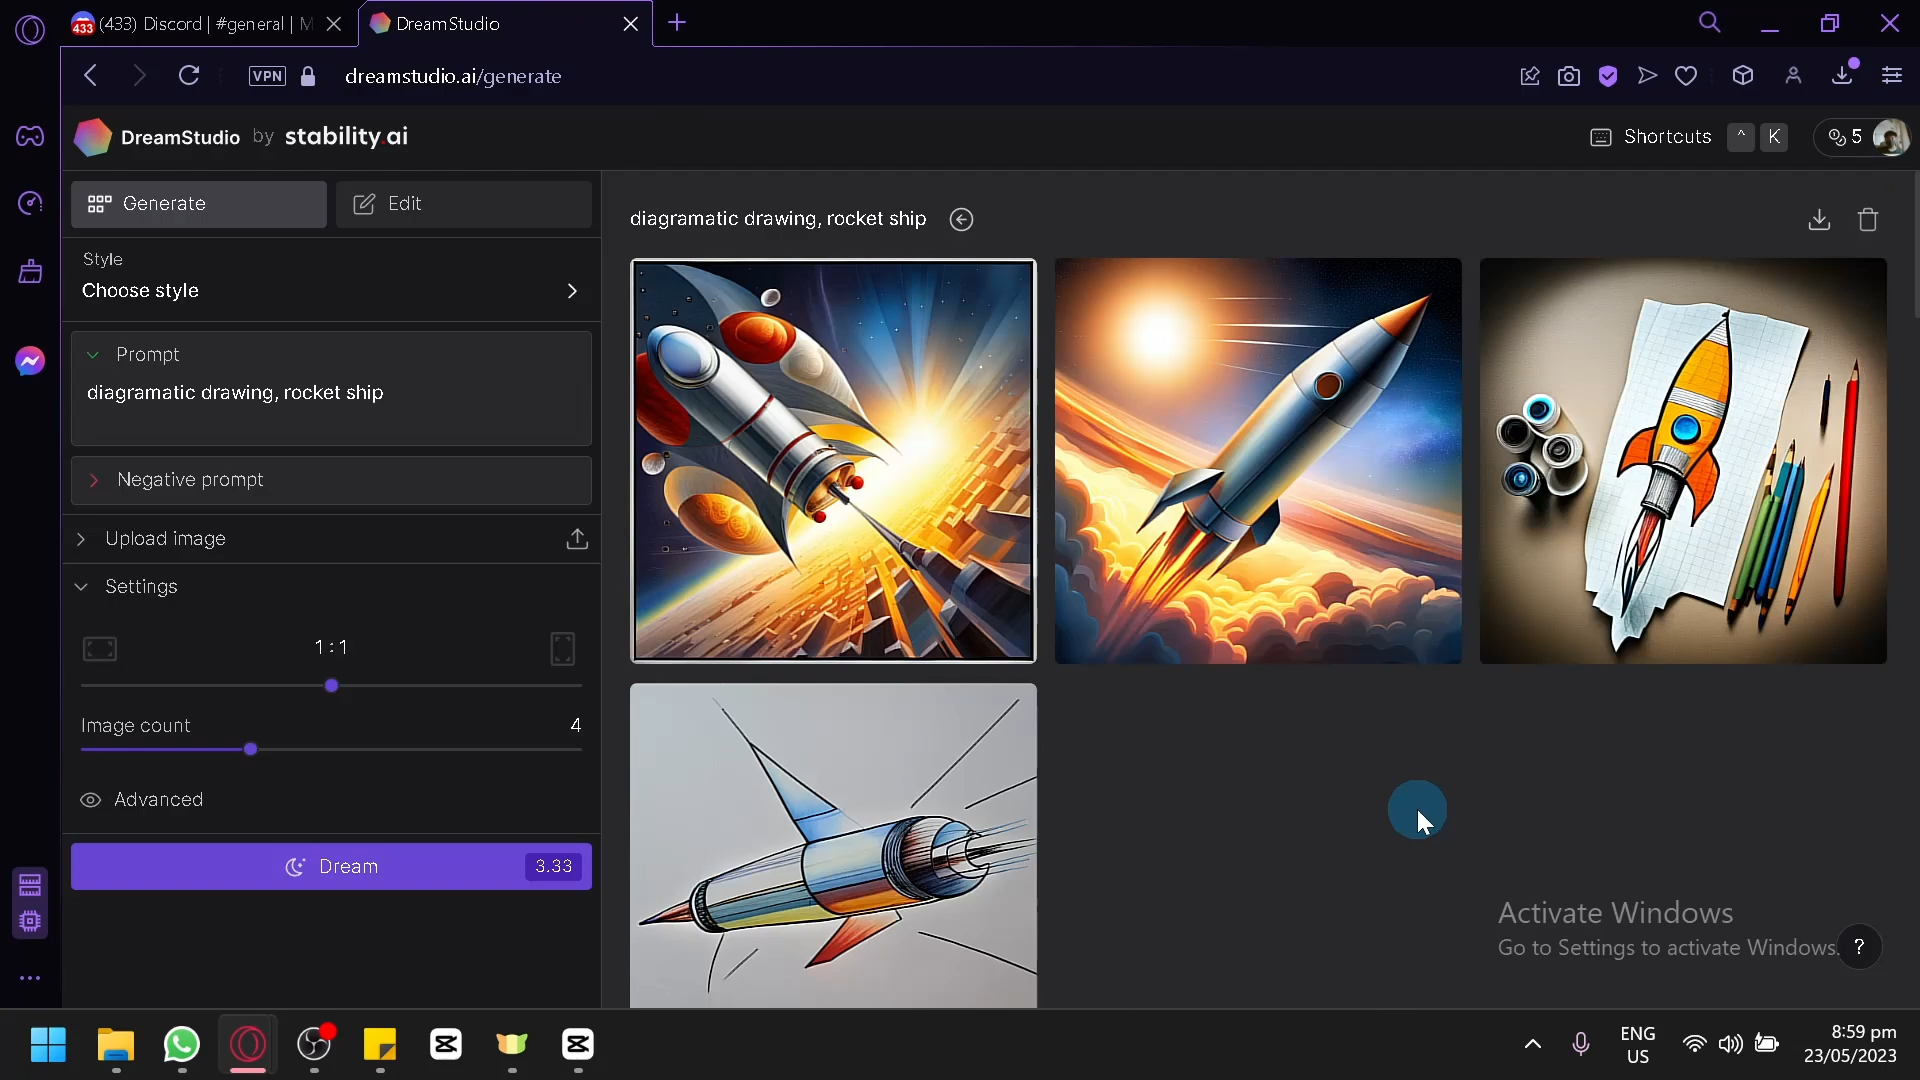 433
(433) Discord | #general | M
DreamStudio
VPN
dreamstudio.ai/generate
DreamStudio by stability.ai
Shortcuts
^
K
5
Generate
Edit
Style
Choose style
Prompt
diagramatic drawing, rocket ship
Negative prompt
Upload image
Settings
1 : 1
Image count
4
Advanced
Dream
3.33
diagramatic drawing, rocket ship
Activate Windows
Go to Settings to activate Windows.
?
ENG
US
8:59 pm
23/05/2023